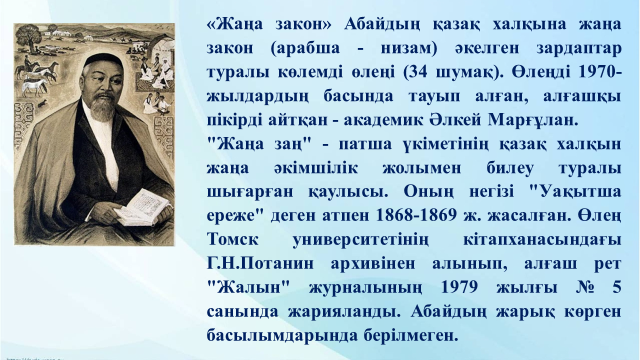 «Жаңа закон» Абайдың қазақ халқына жаңа
закон (арабша - низам) әкелген зардаптар
туралы көлемді өлеңі (34 шумақ). Өлеңді 1970-
жылдардың басында тауып алған, алғашқы
пікірді айтқан - академик Әлкей Марғұлан.
"Жаңа заң" - патша үкіметінің қазақ халқын
жаңа әкімшілік жолымен билеу туралы
шығарған қаулысы. Оның негізі "Уақытша
ереже" деген атпен 1868-1869 ж. жасалған. Өлең
Томск университетінің кітапханасындағы
Г.Н.Потанин архивінен алынып, алғаш рет
"Жалын" журналының 1979 жылғы № 5
санында жарияланды. Абайдың жарық көрген
басылымдарында берілмеген.